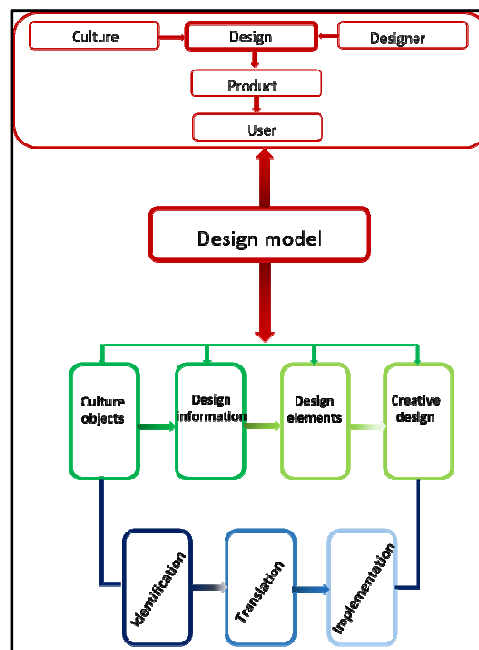 Culture
Design
Designer
Product
User
Design model
Culture
objects
Design
information
Design
elements
Creative
design
Identification
Translation
Implementation